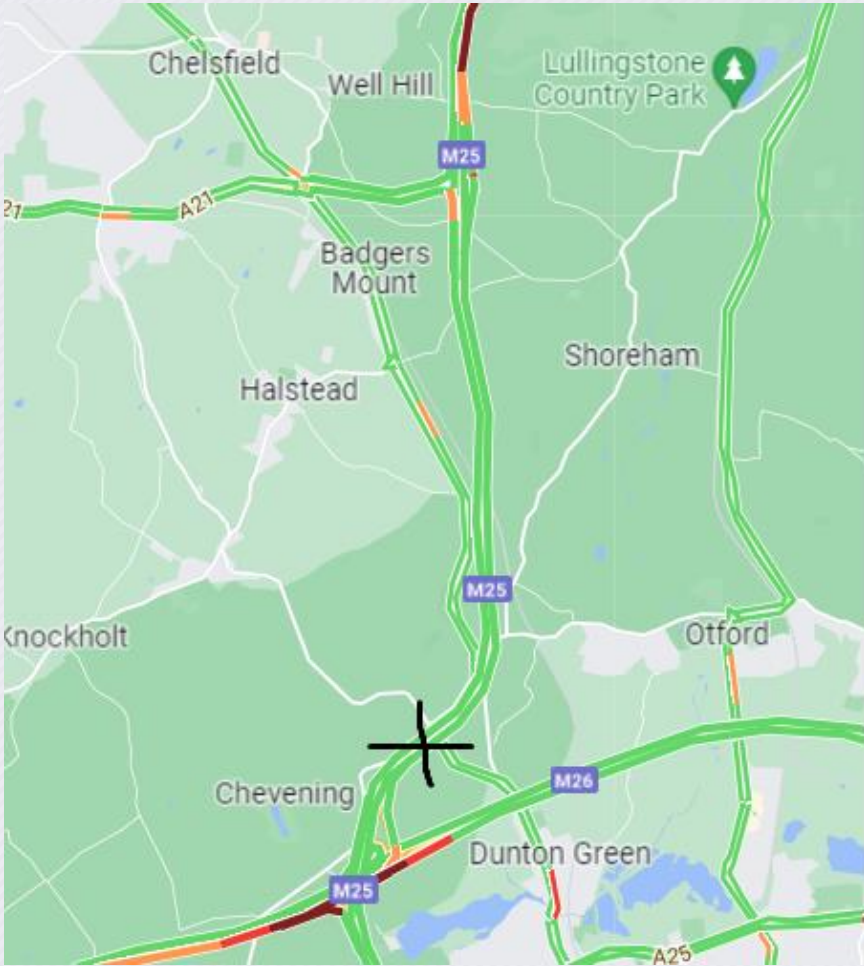 Chelsfield
Well Hill
Lullingstone
Country Park
M25
21
A21
Badgers
Mount
Shoreham
Halstead
M25
Knockholt
Otford
M26
Chevening
Dunton Green
M25
A25